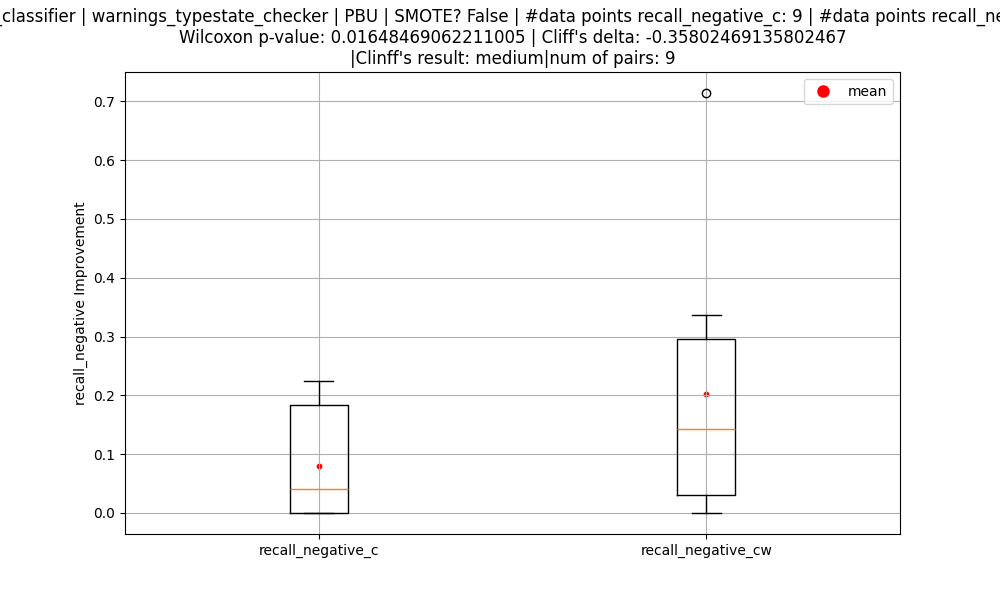 _classifier | warnings_typestate_checker | PBU | SMOTE? False | #data points recall_negative_c: 9 | #data points recall_ne
Wilcoxon p-value: 0.01648469062211005 | Cliff's delta: -0.35802469135802467
|Clinff's result: medium|num of pairs: 9
mean
0.7
0.6
0.5
0.4
0.3
0.2
0.1
0.0
recall_negative Improvement
recall_negative_c
recall_negative_cw